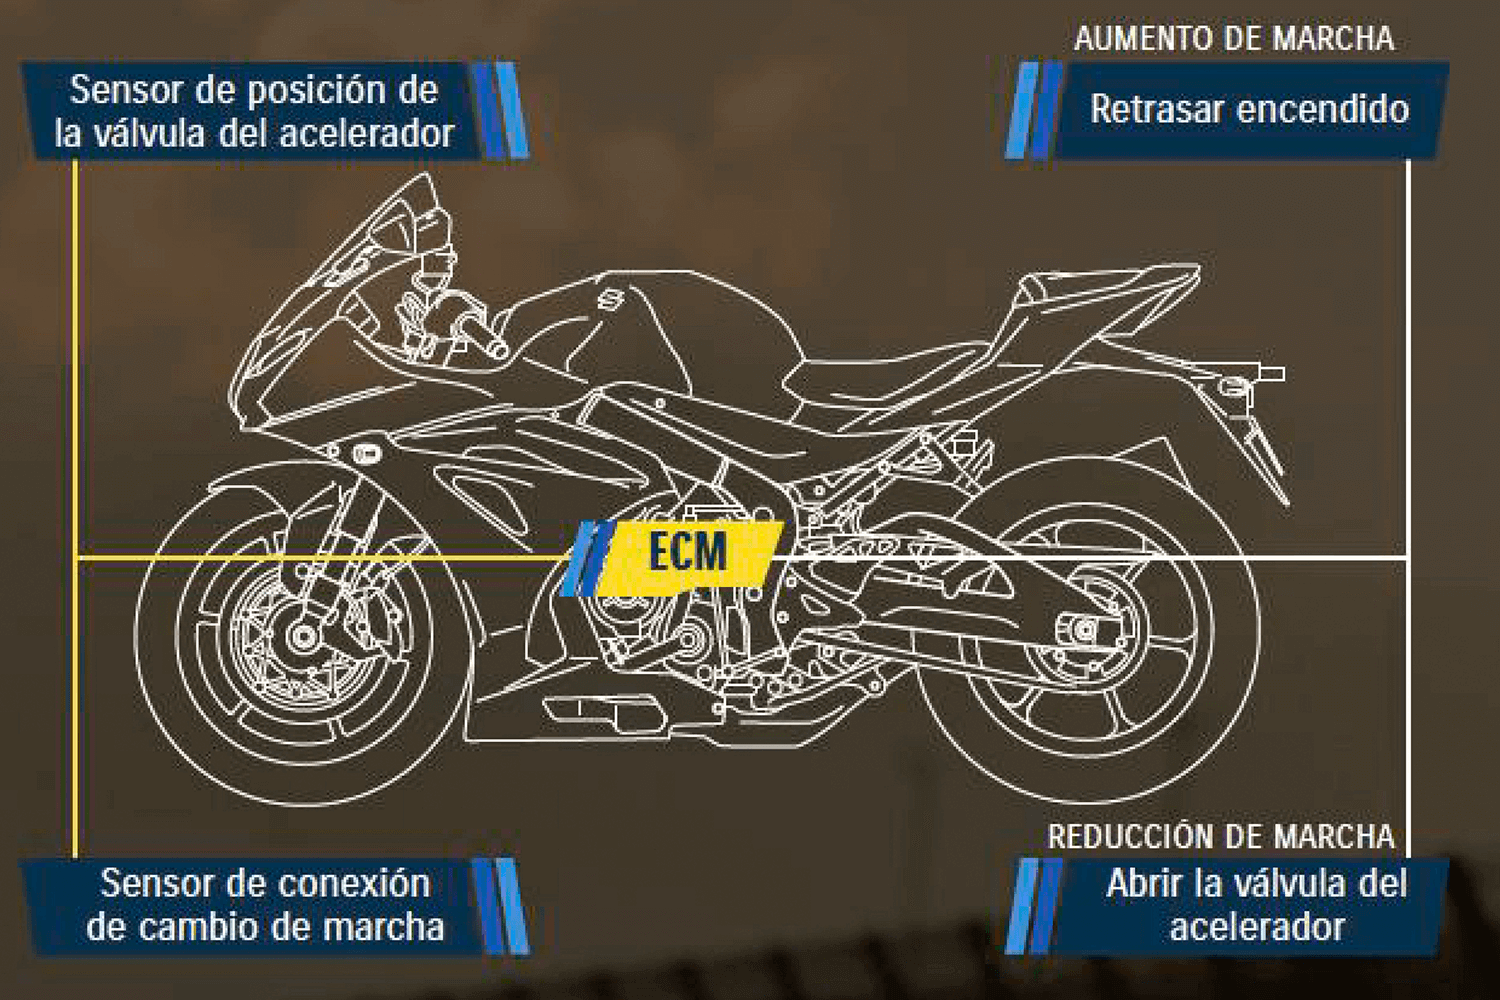 Sensor de posición de
la válvula del acelerador
AUMENTO DE MARCHA
Retrasar encendido
ECM
Sensor de conexión
de cambio de marcha
REDUCCIÓN DE MARCHA
Abrir la válvula del
acelerador